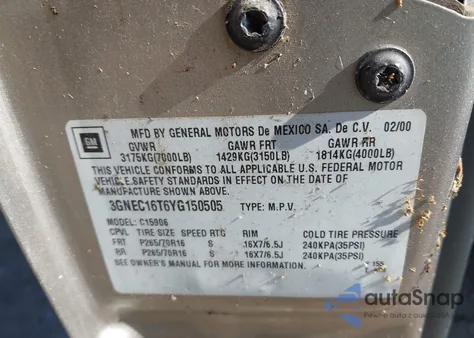 GM
MFD BY GENERAL MOTORS De MEXICO SA. De C.V. 02/00
GVWR GAWR FRT GAWR RR
3175KG(7000LB) 1429KG(3150LB) 1814KG(4000LB)
THIS VEHICLE CONFORMS TO ALL APPLICABLE U.S. FEDERAL MOTOR
VEHICLE SAFETY STANDARDS IN EFFECT ON THE DATE OF
MANUFACTURE SHOWN ABOVE.
3GNEC16T6YG150505 TYPE: M.P.V.
MODEL: C15906
CPVL TIRE SIZE SPEED RTG RIM COLD TIRE PRESSURE
FRT P265/70R16 S 16X7/6.5J 240KPA(35PSI)
RR P265/70R16 S 16X7/6.5J 240KPA(35PSI)
SEE OWNER'S MANUAL FOR MORE INFORMATION.
autoSnap